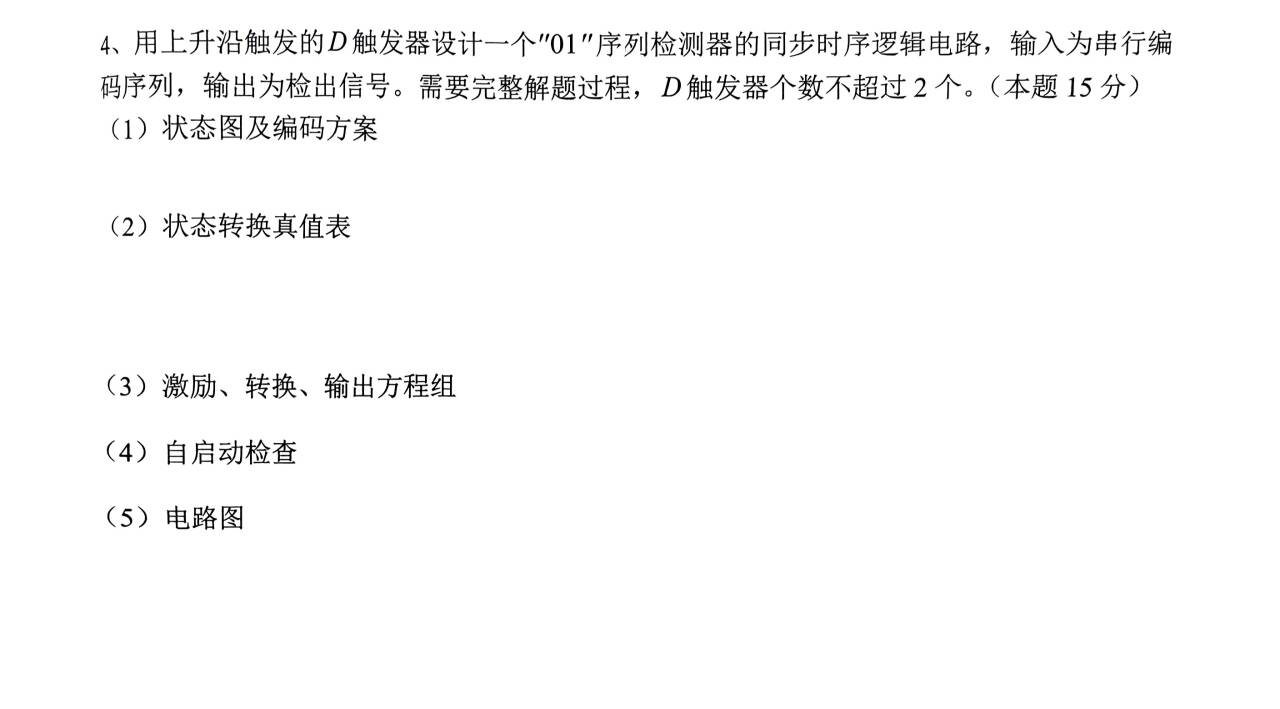 4、用上升沿触发的D触发器设计一个"01"序列检测器的同步时序逻辑电路，输入为串行编
码序列，输出为检出信号。需要完整解题过程，D触发器个数不超过2个。（本题15分）
（1）状态图及编码方案
（2）状态转换真值表
（3）激励、转换、输出方程组
（4）自启动检查
（5）电路图